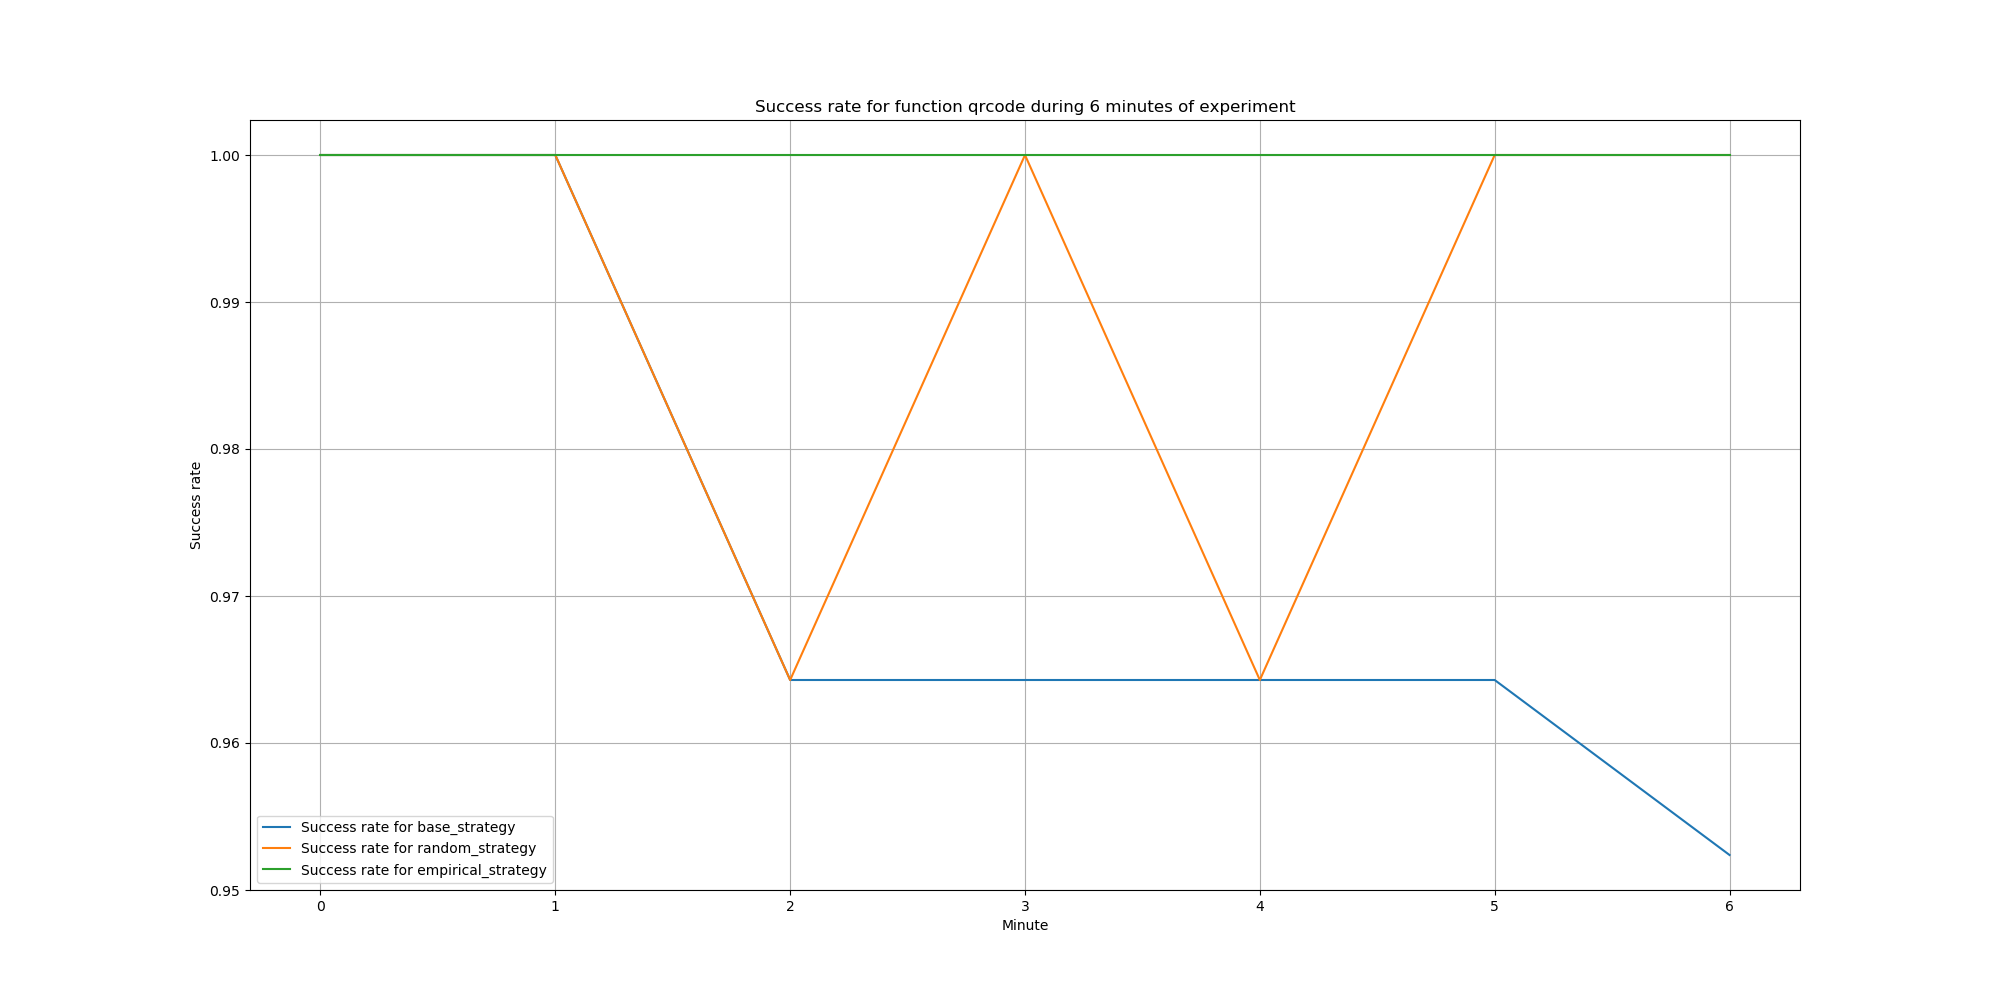 Success rate for function qrcode during 6 minutes of experiment
1.00
0.99
0.98
0.97
0.96
0.95
Success rate
Success rate for base_strategy
Success rate for random_strategy
Success rate for empirical_strategy
0 1 2 3 4 5 6
Minute